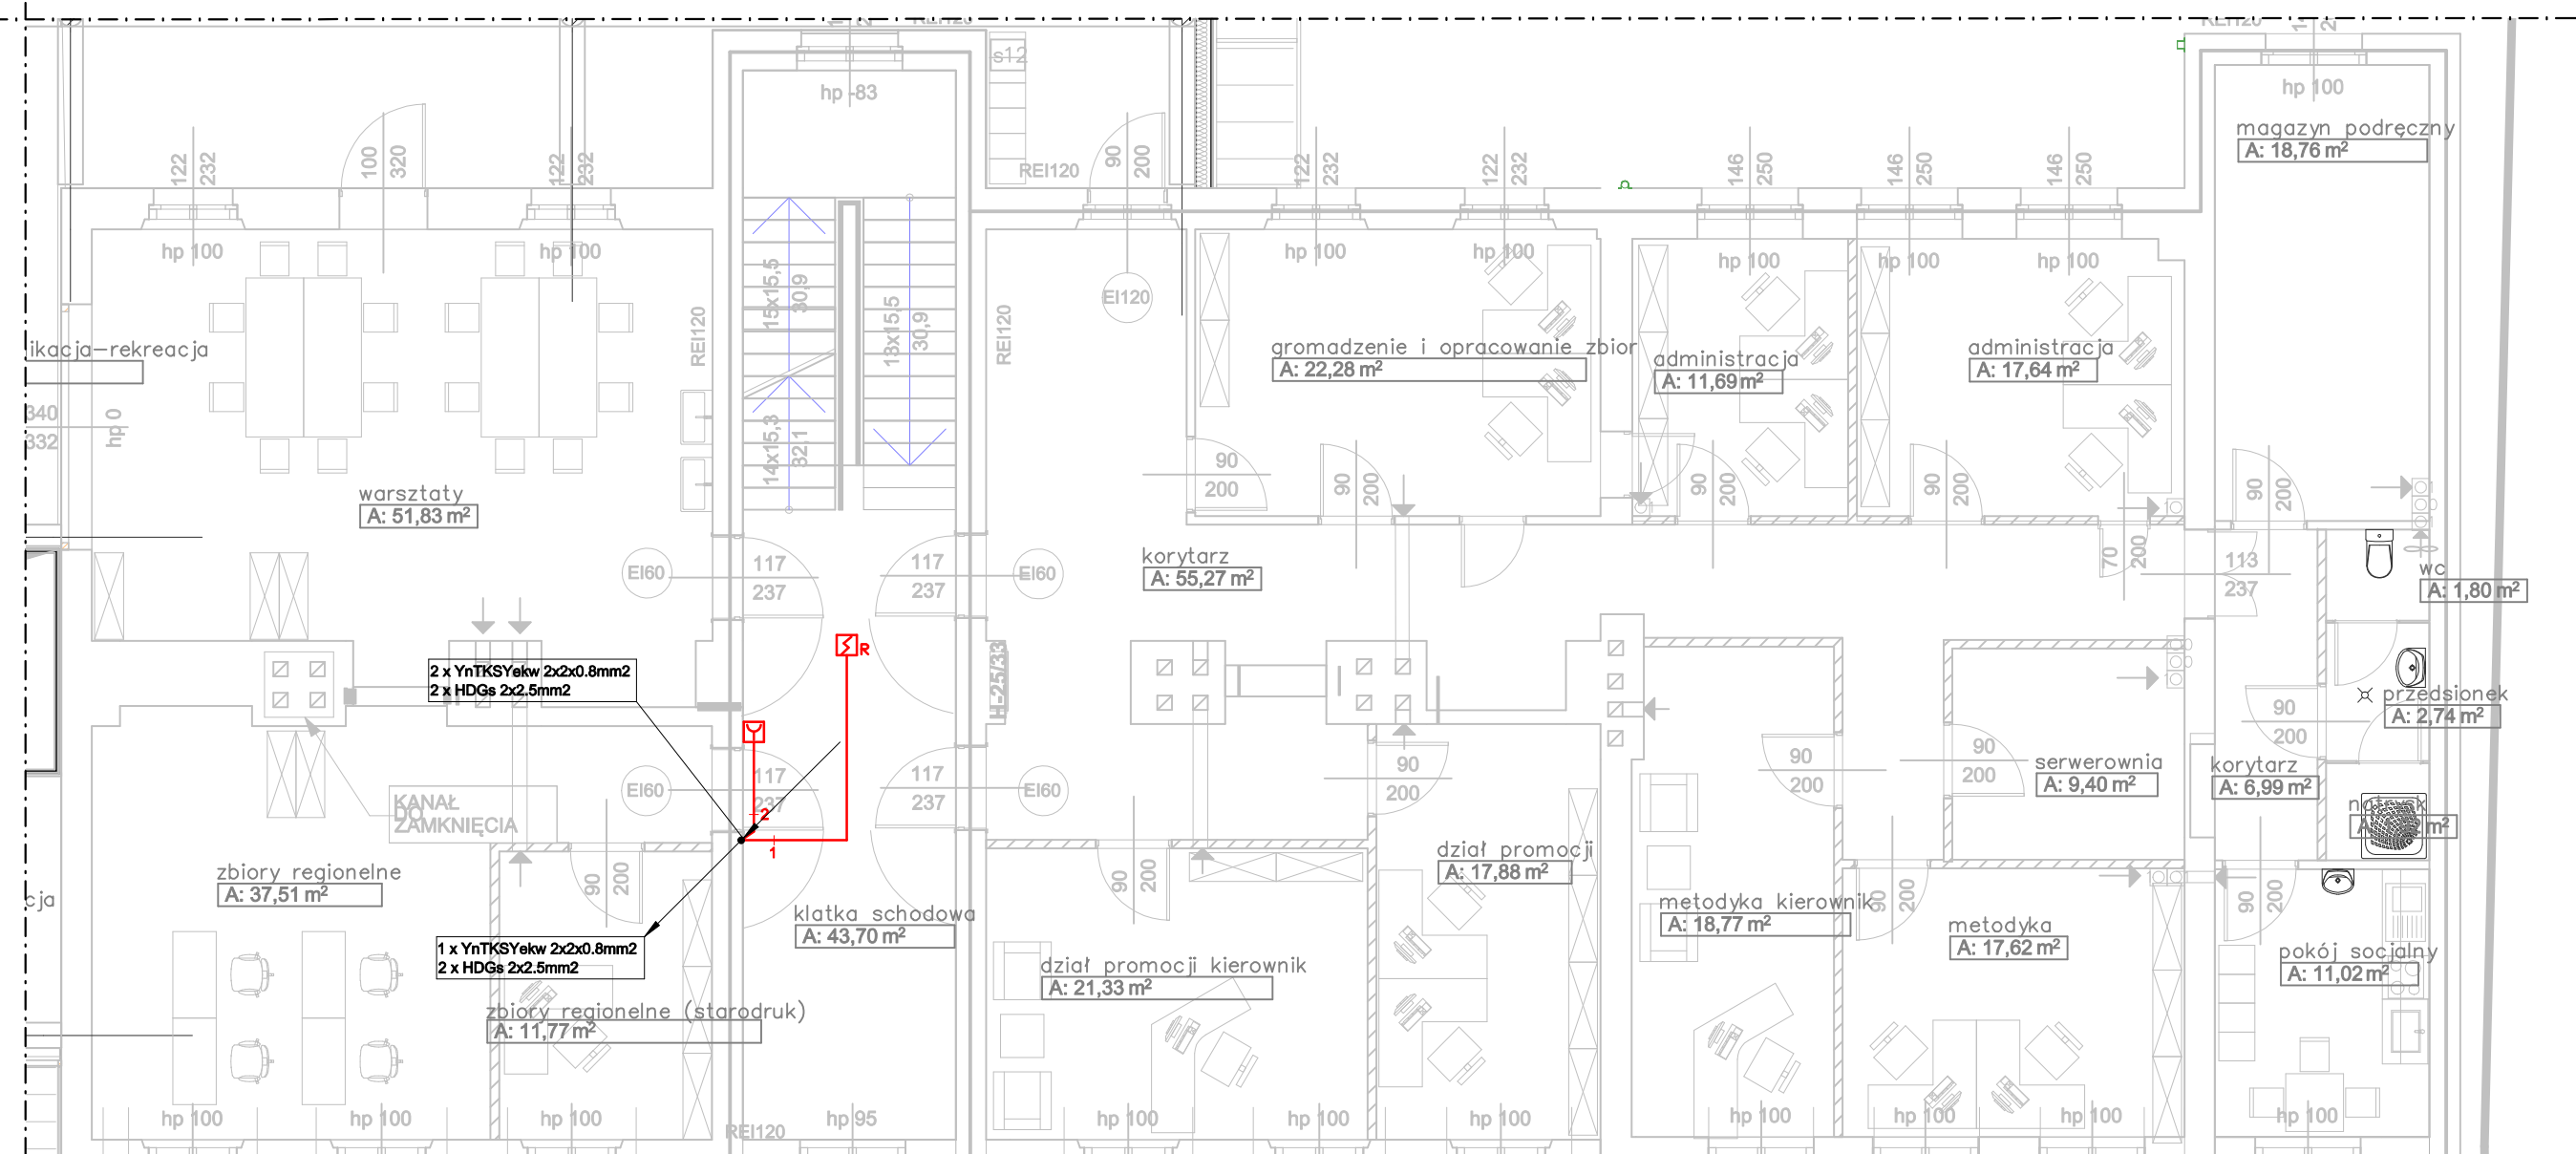 REI120
1
2
s12
REI120
1
2
hp -83
hp 100
magazyn podręczny
A: 18,76 m²
122
232
100
320
122
232
REI120
90
200
122
232
122
232
146
250
146
250
146
250
hp 100
hp 100
hp 100
hp 100
hp 100
hp 100
hp 100
15x15,5
30,9
13x15,5
30,9
EI120
REI120
REI120
ikacja-rekreacja
gromadzenie i opracowanie zbior
A: 22,28 m²
administracja
A: 11,69 m²
administracja
A: 17,64 m²
340
332
hp 0
14x15,3
32,1
warsztaty
A: 51,83 m²
90
200
90
200
90
200
90
200
90
200
EI60
117
237
117
237
EI60
korytarz
A: 55,27 m²
70
200
113
237
wc
A: 1,80 m²
R
2 x YnTKSYekw 2x2x0.8mm2
2 x HDGs 2x2.5mm2
H-25/33
przedsionek
A: 2,74 m²
90
200
EI60
117
237
117
237
EI60
90
200
90
200
90
200
serwerownia
A: 9,40 m²
korytarz
A: 6,99 m²
KANAŁ
DO
ZAMKNIĘCIA
2
1
zbiory regionelne
A: 37,51 m²
90
200
90
200
dział promocji
A: 17,88 m²
cja
klatka schodowa
A: 43,70 m²
metodyka kierownik
A: 18,77 m²
90
200
metodyka
A: 17,62 m²
90
200
1 x YnTKSYekw 2x2x0.8mm2
2 x HDGs 2x2.5mm2
dział promocji kierownik
A: 21,33 m²
pokój socjalny
A: 11,02 m²
zbiory regionelne (starodruk)
A: 11,77 m²
hp 100
hp 100
hp 100
REI120
hp 95
hp 100
hp 100
hp 100
hp 100
hp 100
hp 100
hp 100